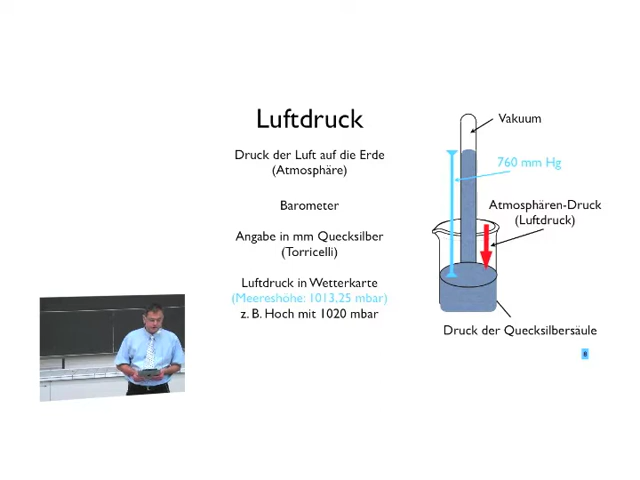 Luftdruck
Druck der Luft auf die Erde
(Atmosphäre)
Barometer
Angabe in mm Quecksilber
(Torricelli)
Luftdruck in Wetterkarte
(Meereshöhe: 1013,25 mbar)
z. B. Hoch mit 1020 mbar
Vakuum
760 mm Hg
Atmosphären-Druck
(Luftdruck)
Druck der Quecksilbersäule
8